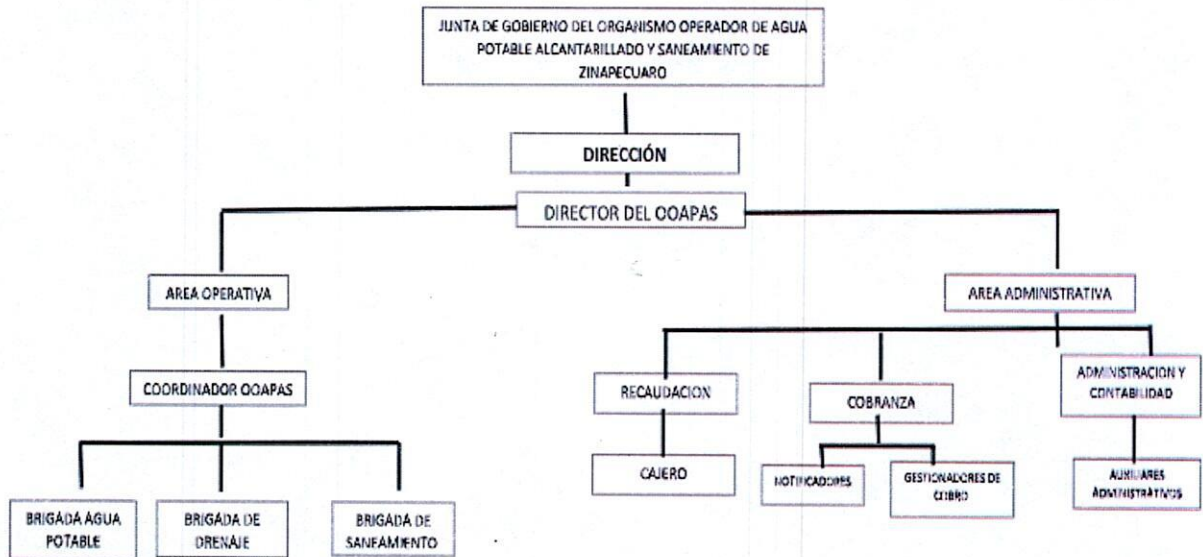 JUNTA DE GOBIERNO DEL ORGANISMO OPERADOR DE AGUA
POTABLE ALCANTARILLADO Y SANEAMIENTO DE
ZINAPECUARO
DIRECCIÓN
DIRECTOR DEL OOAPAS
AREA OPERATIVA
AREA ADMINISTRATIVA
COORDINADOR OOAPAS
RECAUDACION
COBRANZA
ADMINISTRACION Y
CONTABILIDAD
CAJERO
NOTIFICADORES
GESTIONADORES DE
COBRO
AUXILIARES
ADMINISTRATIVOS
BRIGADA AGUA
POTABLE
BRIGADA DE
DRENAJE
BRIGADA DE
SANEAMIENTO